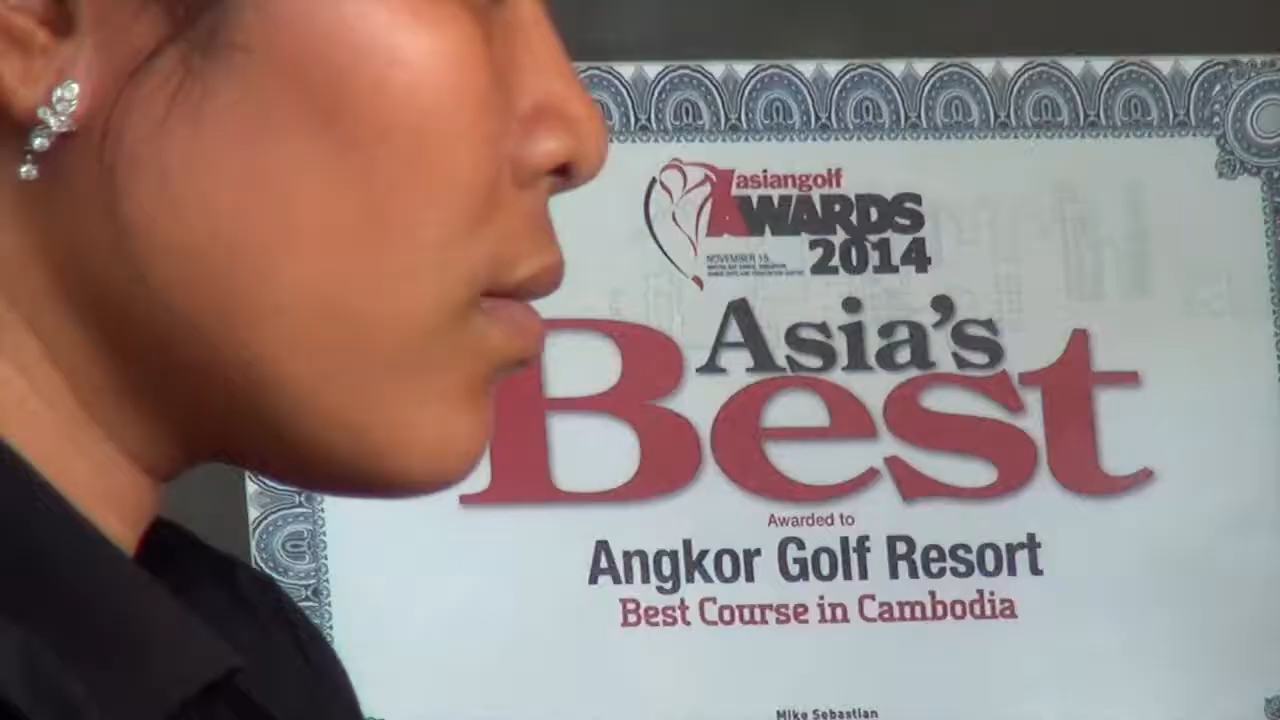 asiangolf
AWARDS
2014
NOVEMBER 15
Asia's
Best
Awarded to
Angkor Golf Resort
Best Course in Cambodia
Mike Sebastian